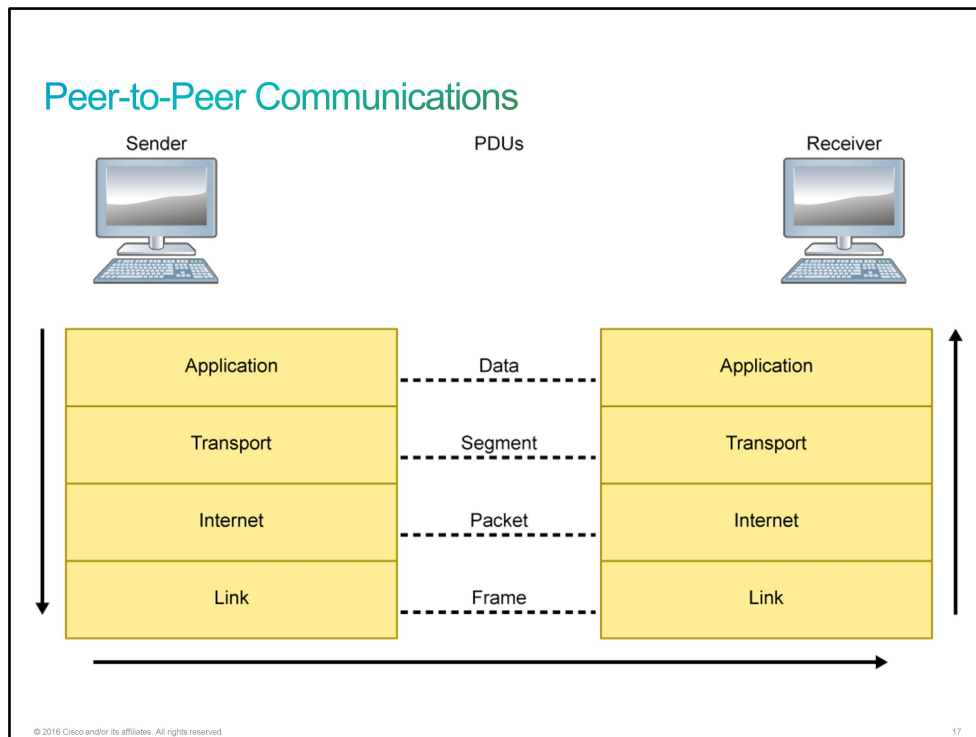 Peer-to-Peer Communications
Sender PDUs Receiver
Application Data Application
Transport Segment Transport
Internet Packet Internet
Link Frame Link
© 2016 Cisco and/or its affiliates. All rights reserved. 17